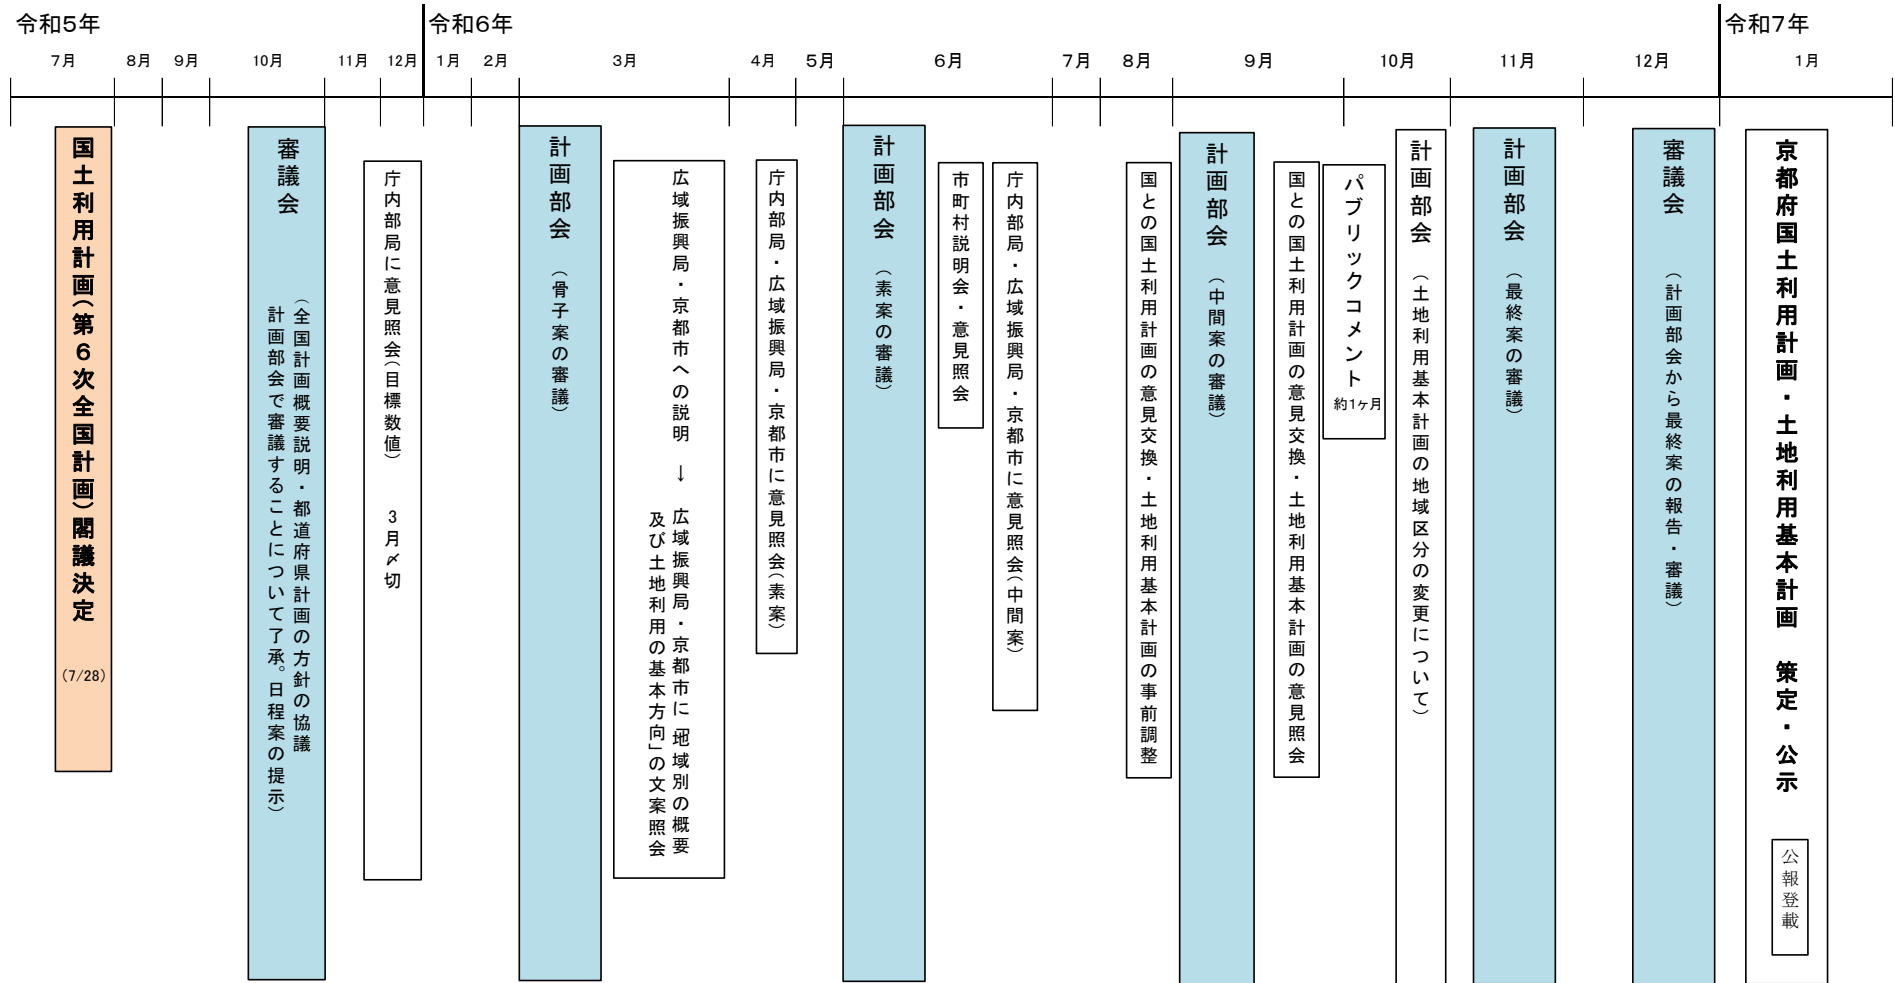 令和5年
令和6年
令和7年
7月
8月
9月
10月
11月
12月
1月
2月
3月
4月
5月
6月
7月
8月
9月
10月
11月
12月
1月
国土利用計画(第6次全国計画)閣議決定 (7/28)
審議会
(全国計画概要説明・都道府県計画の方針の協議
計画部会で審議することについて了承。日程案の提示)
庁内部局に意見照会(目標数値) 3月〆切
計画部会 (骨子案の審議)
広域振興局・京都市への説明 → 広域振興局・京都市に「地域別の概要
及び土地利用の基本方向」の文案照会
庁内部局・広域振興局・京都市に意見照会(素案)
計画部会 (素案の審議)
市町村説明会・意見照会
庁内部局・広域振興局・京都市に意見照会(中間案)
国との国土利用計画の意見交換・土地利用基本計画の事前調整
計画部会 (中間案の審議)
国との国土利用計画の意見交換・土地利用基本計画の意見照会
パブリックコメント
約1ヶ月
計画部会 (土地利用基本計画の地域区分の変更について)
計画部会 (最終案の審議)
審議会 (計画部会から最終案の報告・審議)
京都府国土利用計画・土地利用基本計画 策定・公示
公報登載